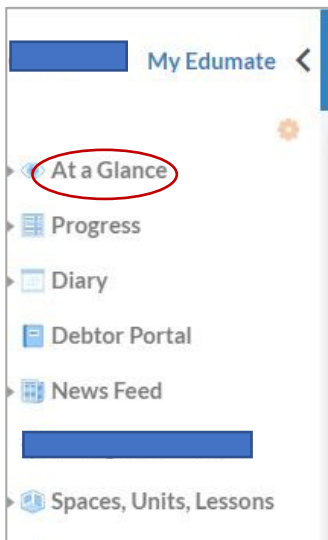 My Edumate
At a Glance
Progress
Diary
Debtor Portal
News Feed
Spaces, Units, Lessons